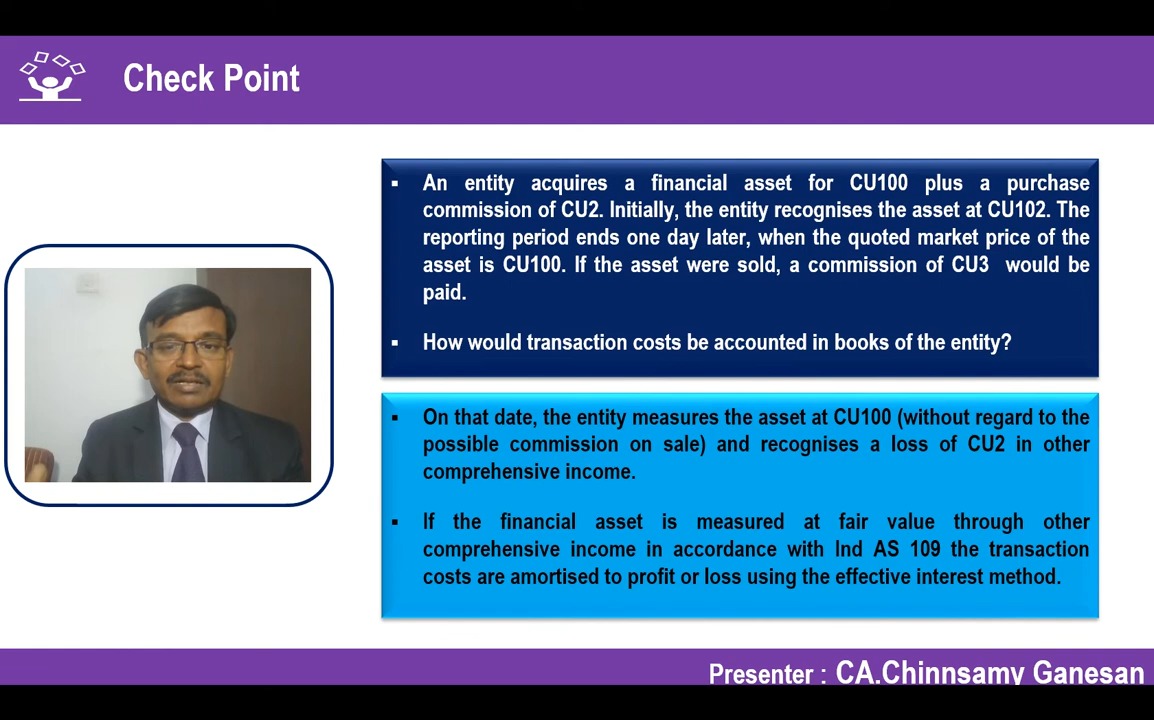 Check Point
▪ An entity acquires a financial asset for CU100 plus a purchase
commission of CU2. Initially, the entity recognises the asset at CU102. The
reporting period ends one day later, when the quoted market price of the
asset is CU100. If the asset were sold, a commission of CU3 would be
paid.
▪ How would transaction costs be accounted in books of the entity?
▪ On that date, the entity measures the asset at CU100 (without regard to the
possible commission on sale) and recognises a loss of CU2 in other
comprehensive income.
▪ If the financial asset is measured at fair value through other
comprehensive income in accordance with Ind AS 109 the transaction
costs are amortised to profit or loss using the effective interest method.
Presenter : CA.Chinnsamy Ganesan